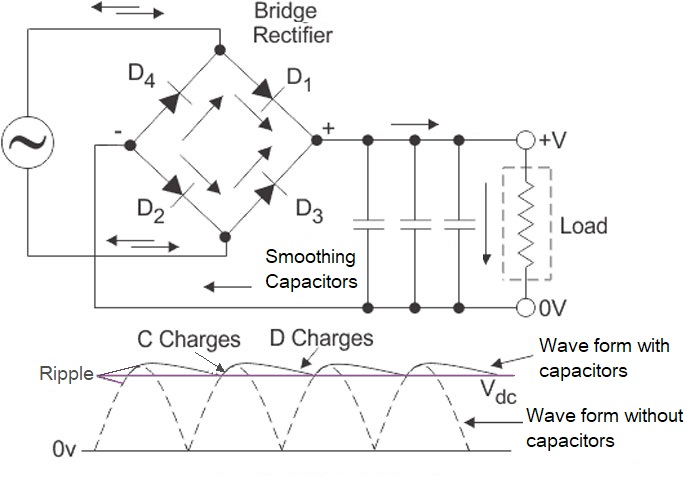 Bridge
Rectifier
D4
D1
-
+
+V
D2
D3
Load
Smoothing
Capacitors
0V
C Charges
D Charges
Wave form with
capacitors
Ripple
Vdc
Wave form without
capacitors
0v